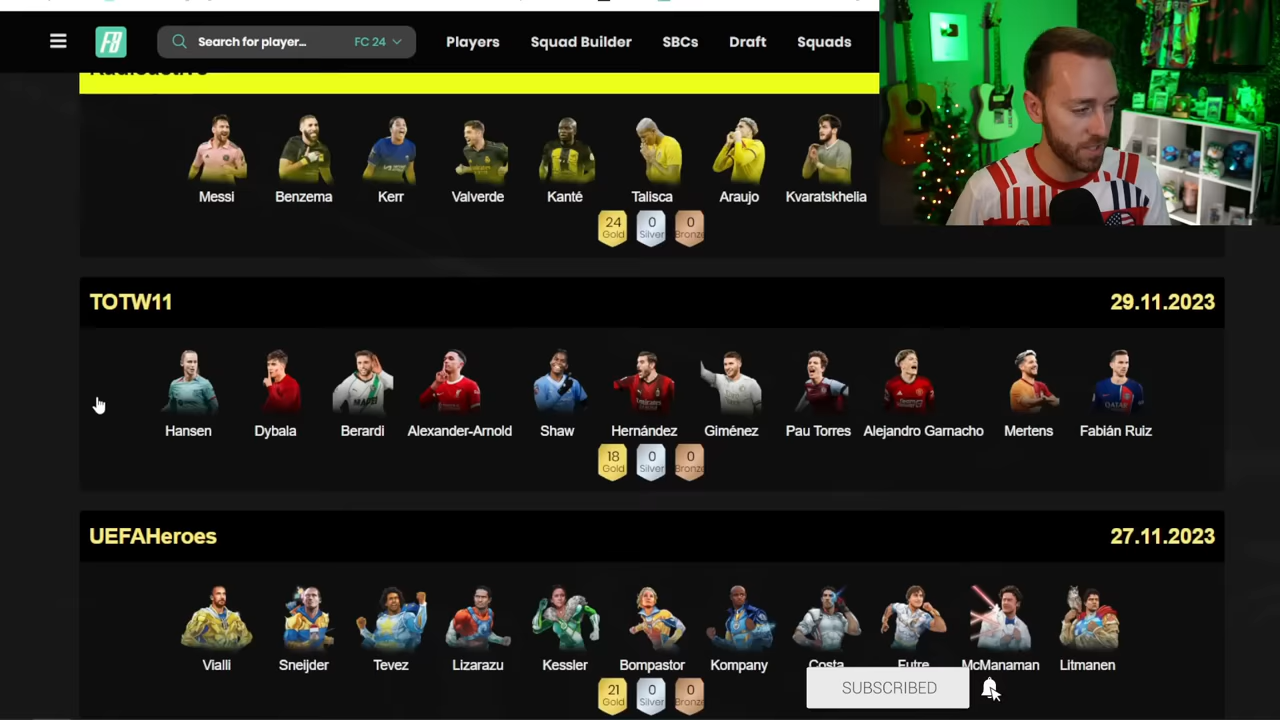 FB
Search for player...
FC 24
Players
Squad Builder
SBCs
Draft
Squads
Radioactive
Messi
Benzema
Kerr
Valverde
Kanté
Talisca
Araujo
Kvaratskhelia
24 Gold
0 Silver
0 Bronze
TOTW11
29.11.2023
Hansen
Dybala
Berardi
Alexander-Arnold
Shaw
Hernández
Giménez
Pau Torres
Alejandro Garnacho
Mertens
Fabián Ruiz
18 Gold
0 Silver
0 Bronze
UEFAHeroes
27.11.2023
Vialli
Sneijder
Tevez
Lizarazu
Kessler
Bompastor
Kompany
Costa
Futre
McManaman
Litmanen
21 Gold
0 Silver
0 Bronze
SUBSCRIBED